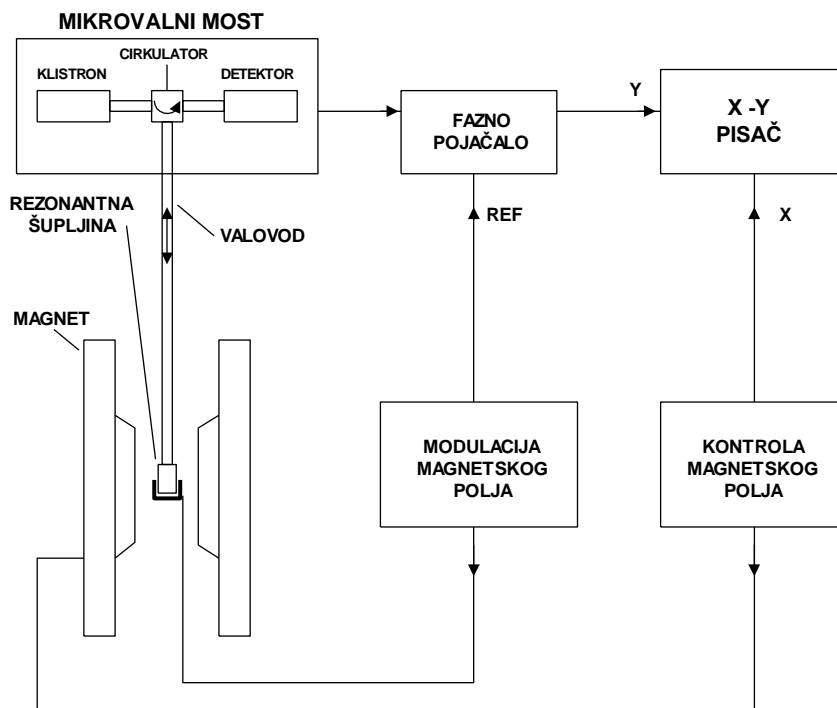 MIKROVALNI MOST
CIRKULATOR
KLISTRON
DETEKTOR
Y
FAZNO
POJAČALO
X -Y
PISAČ
REZONANTNA
ŠUPLJINA
VALOVOD
REF
X
MAGNET
MODULACIJA
MAGNETSKOG
POLJA
KONTROLA
MAGNETSKOG
POLJA